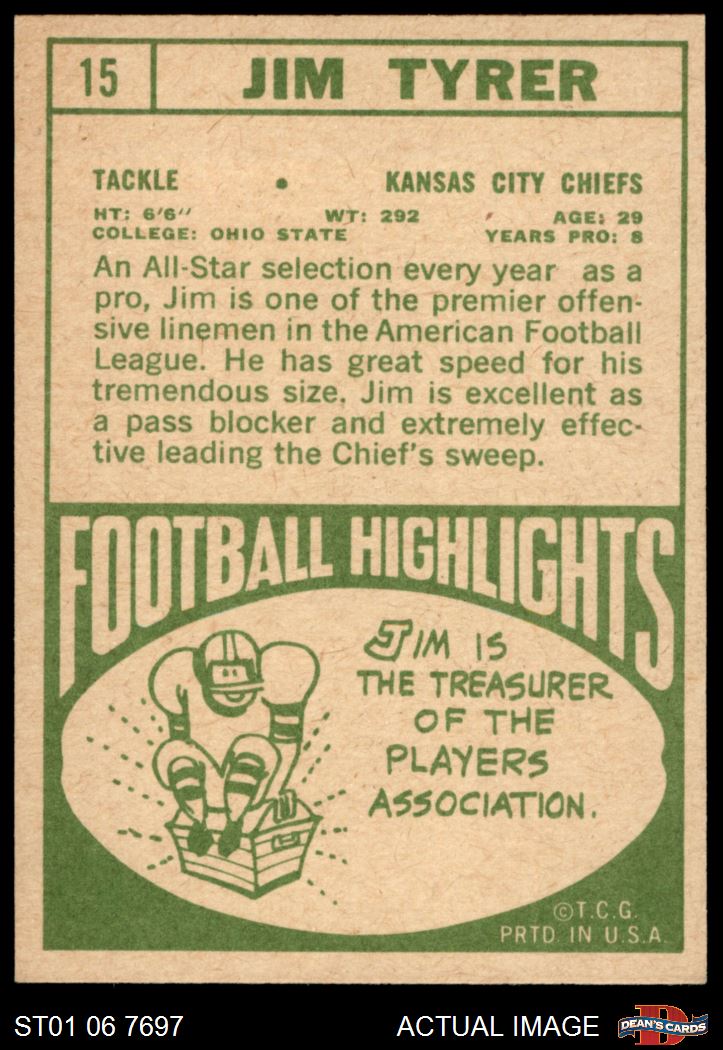 15 JIM TYRER
TACKLE • KANSAS CITY CHIEFS
HT: 6'6" WT: 292 AGE: 29
COLLEGE: OHIO STATE YEARS PRO: 8
An All-Star selection every year as a
pro, Jim is one of the premier offen-
sive linemen in the American Football
League. He has great speed for his
tremendous size. Jim is excellent as
a pass blocker and extremely effec-
tive leading the Chief's sweep.
FOOTBALL HIGHLIGHTS
JIM IS
THE TREASURER
OF THE
PLAYERS
ASSOCIATION.
©T.C.G.
PRTD. IN U.S.A.
ST01 06 7697 ACTUAL IMAGE D DEAN'S CARDS